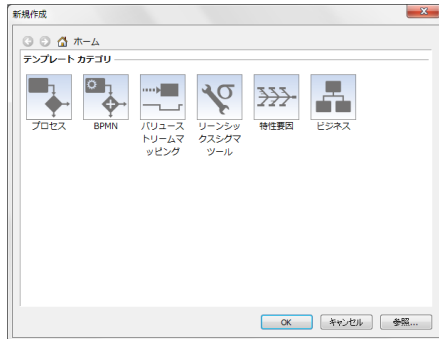 新規作成
ホーム
テンプレート カテゴリ
プロセス
BPMN
バリュース
トリームマ
ッピング
リーンシッ
クスシグマ
ツール
特性要因
ビジネス
OK
キャンセル
参照...